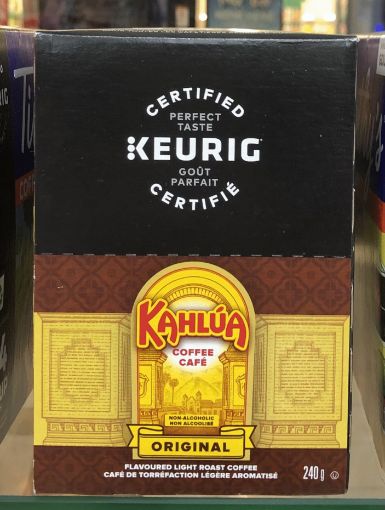 CERTIFIED
PERFECT
TASTE
KEURIG
GOÛT
PARFAIT
CERTIFIÉ
KAHLÚA
COFFEE
CAFÉ
NON-ALCOHOLIC
NON ALCOOLISÉ
ORIGINAL
FLAVOURED LIGHT ROAST COFFEE
CAFÉ DE TORRÉFACTION LÉGÈRE AROMATISÉ
240 g